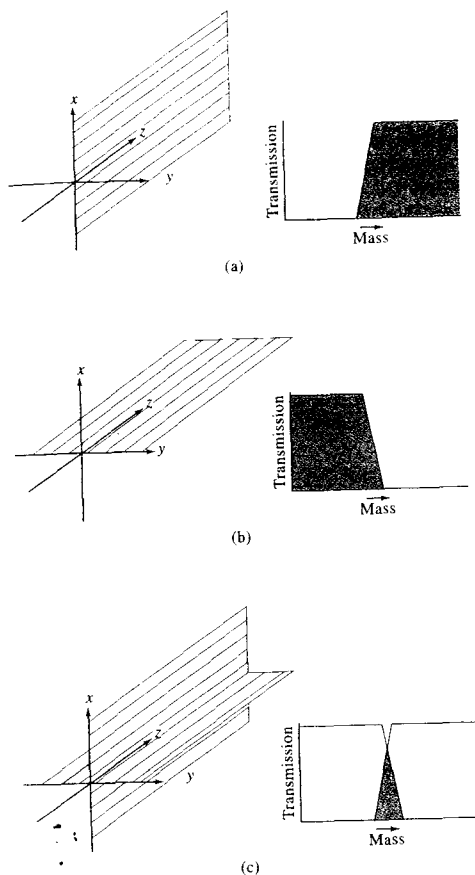 x
z
y
Transmission
Mass
(a)
x
z
y
Transmission
Mass
(b)
x
z
y
Transmission
Mass
(c)